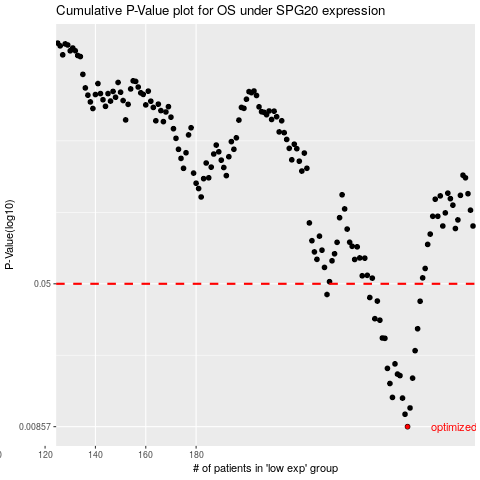 Cumulative P-Value plot for OS under SPG20 expression
P-Value(log10)
0.05
0.00857
optimized
0
120
140
160
180
# of patients in 'low exp' group